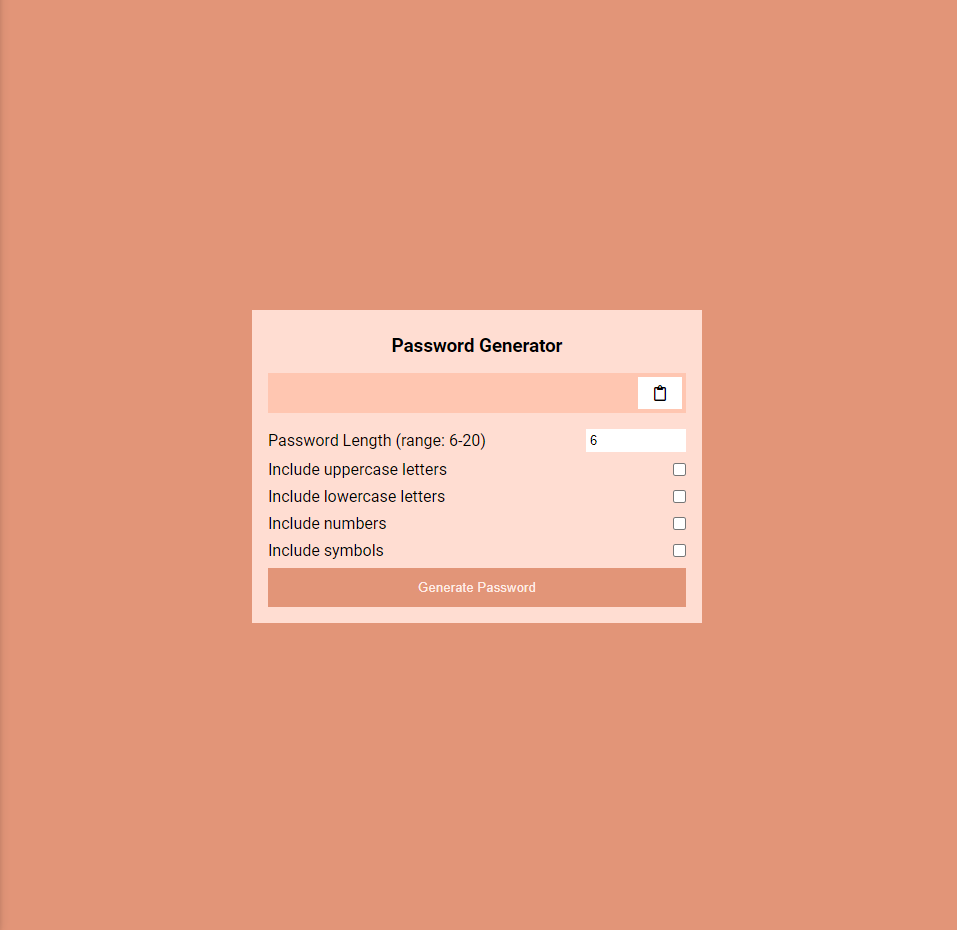 Password Generator
Password Length (range: 6-20) 6
Include uppercase letters
Include lowercase letters
Include numbers
Include symbols
Generate Password